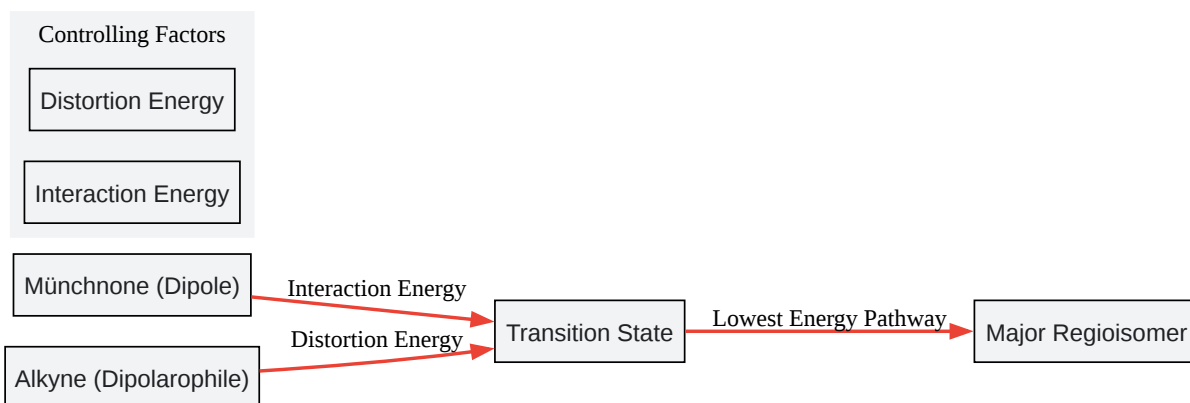 Controlling Factors
Distortion Energy
Interaction Energy
Münchnone (Dipole)
Interaction Energy
Distortion Energy
Alkyne (Dipolarophile)
Transition State
Lowest Energy Pathway
Major Regioisomer